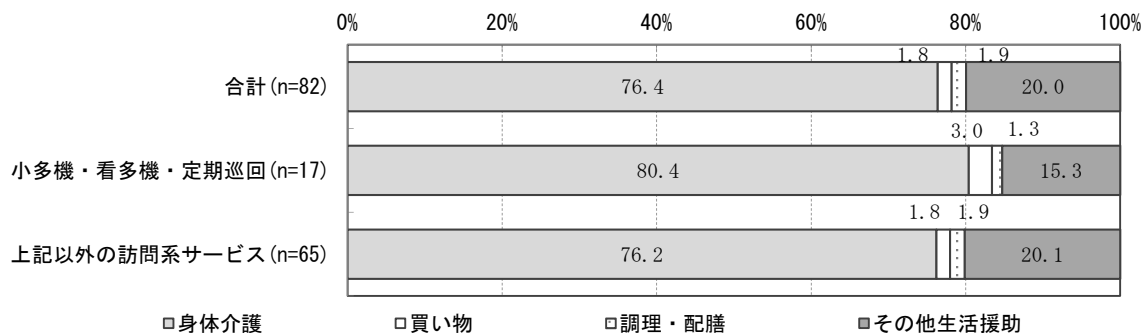 0% 20% 40% 60% 80% 100%
1.8 1.9
合計(n=82) 76.4 20.0
3.0 1.3
小多機・看多機・定期巡回(n=17) 80.4 15.3
1.8 1.9
上記以外の訪問系サービス(n=65) 76.2 20.1
身体介護 買い物 調理・配膳 その他生活援助